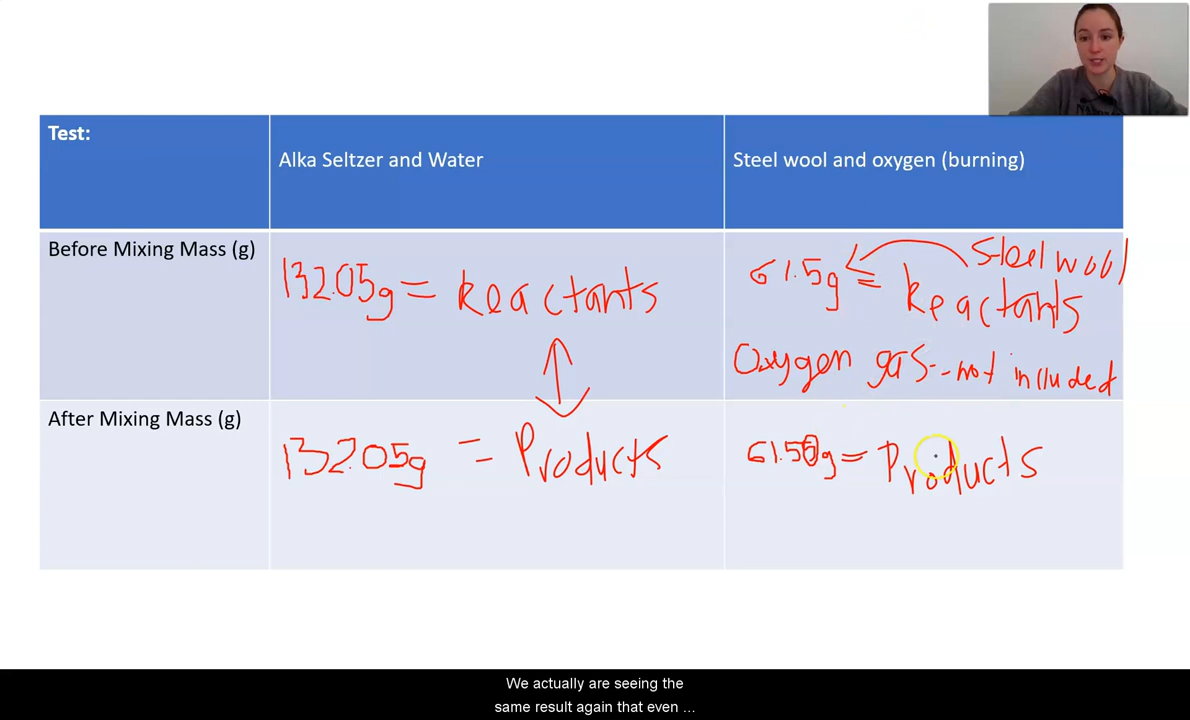 Test:
Alka Seltzer and Water
Steel wool and oxygen (burning)
Before Mixing Mass (g)
132.05g = Reactants
Steel wool
61.5g = Reactants
Oxygen gas--not included
After Mixing Mass (g)
132.05g = Products
= Products
We actually are seeing the
same result again that even ...